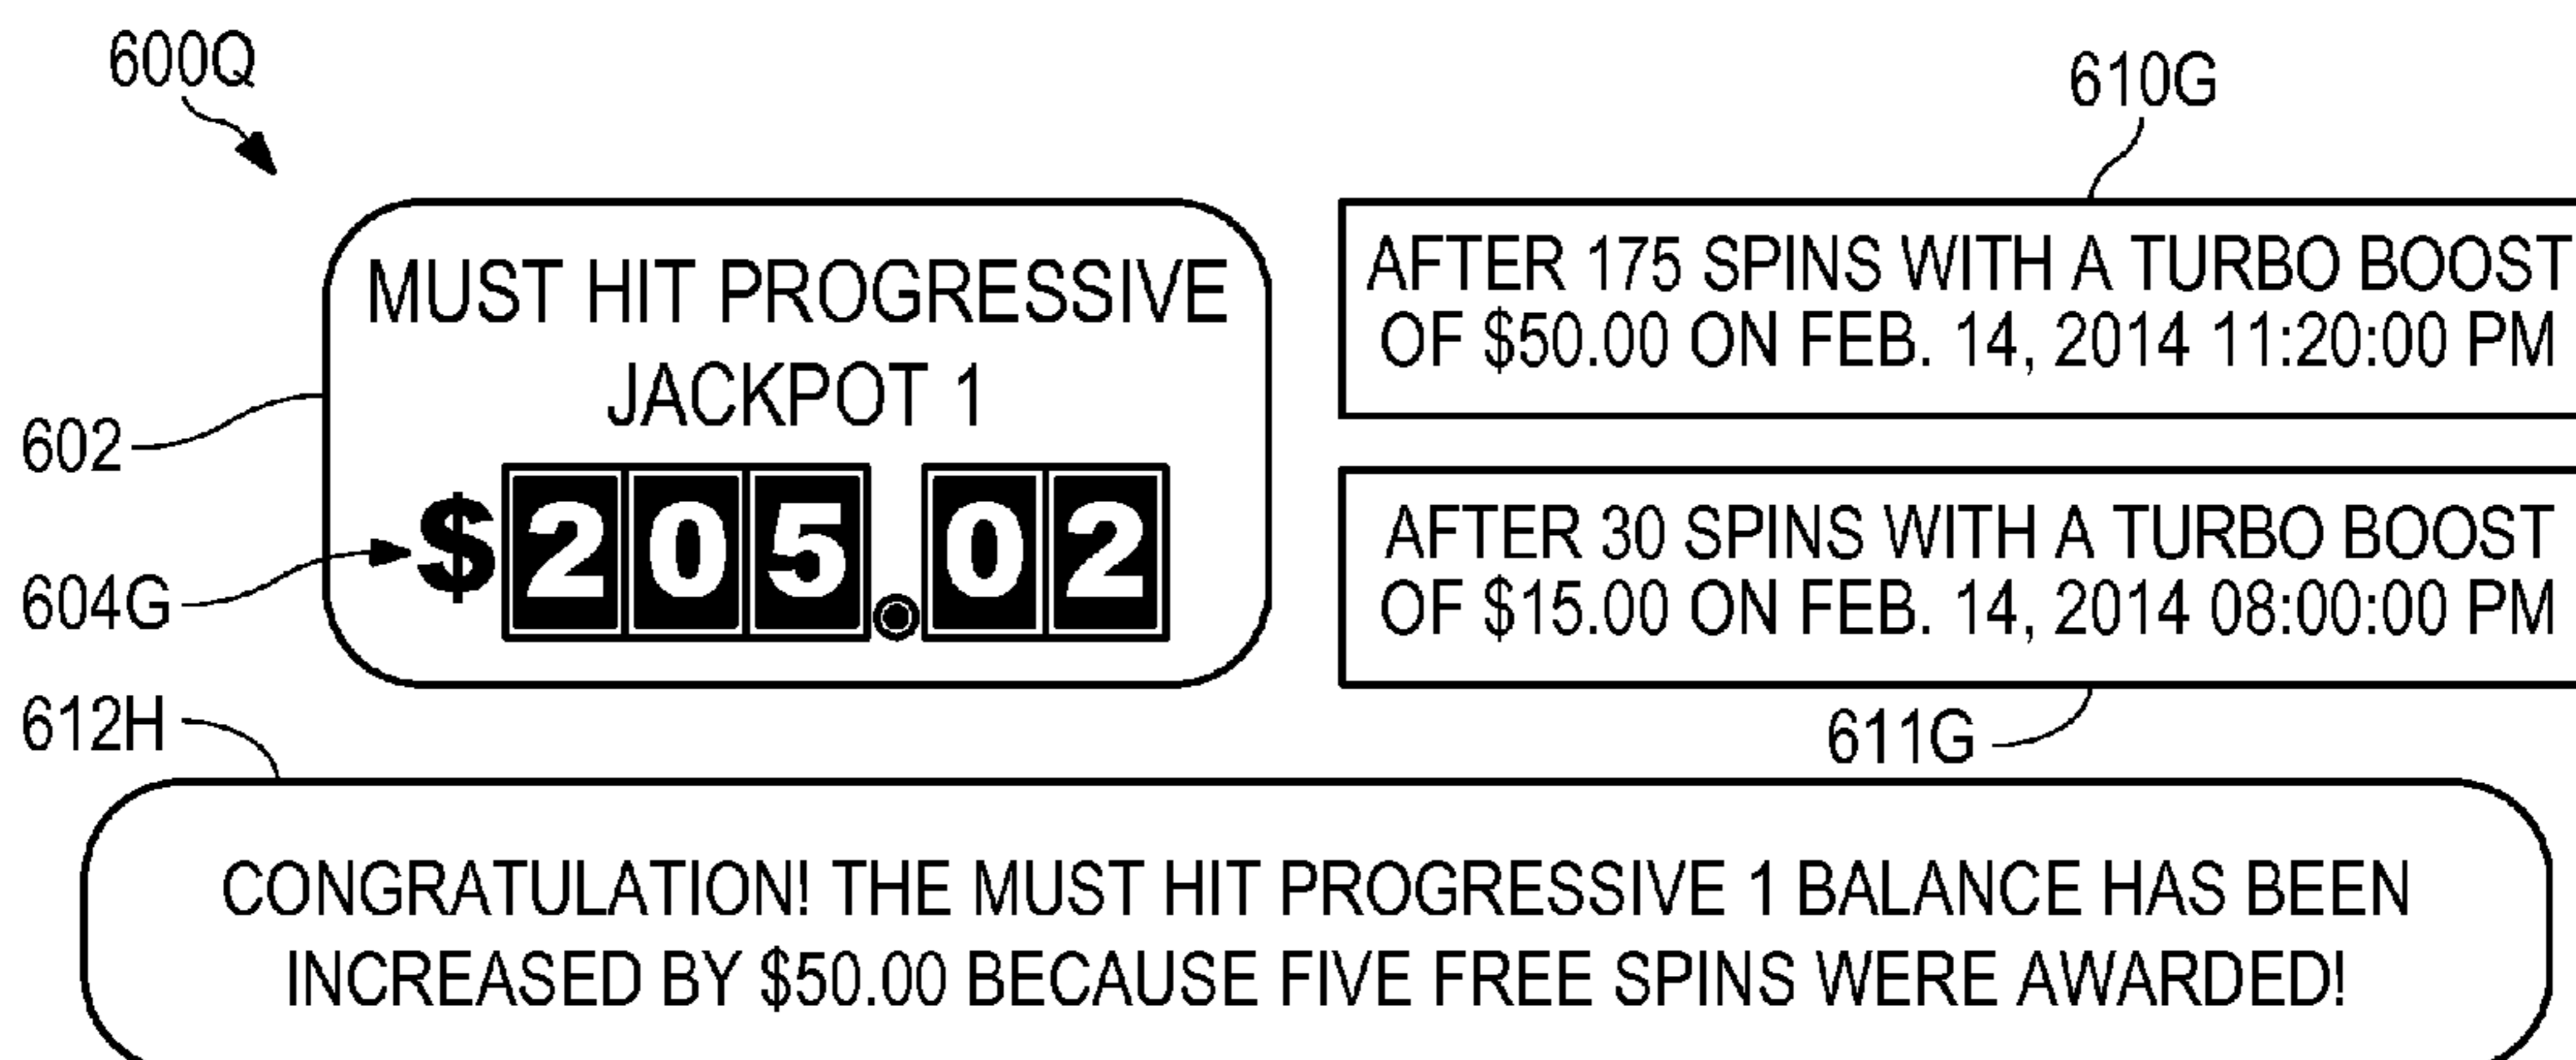 600Q
610G
MUST HIT PROGRESSIVE
JACKPOT 1
$205.02
602
604G
AFTER 175 SPINS WITH A TURBO BOOST
OF $50.00 ON FEB. 14, 2014 11:20:00 PM
AFTER 30 SPINS WITH A TURBO BOOST
OF $15.00 ON FEB. 14, 2014 08:00:00 PM
612H
611G
CONGRATULATION! THE MUST HIT PROGRESSIVE 1 BALANCE HAS BEEN
INCREASED BY $50.00 BECAUSE FIVE FREE SPINS WERE AWARDED!